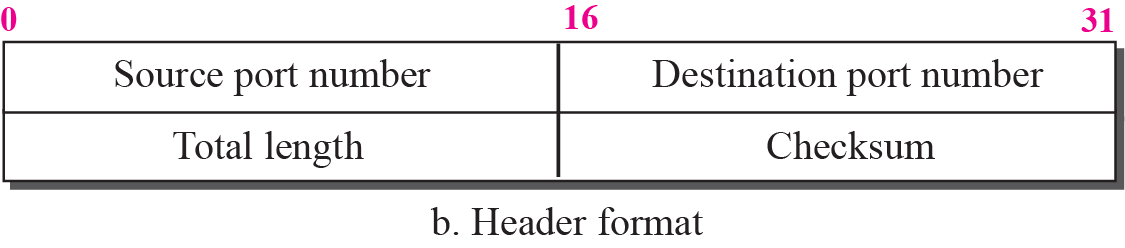 0 16 31
Source port number Destination port number
Total length Checksum
b. Header format